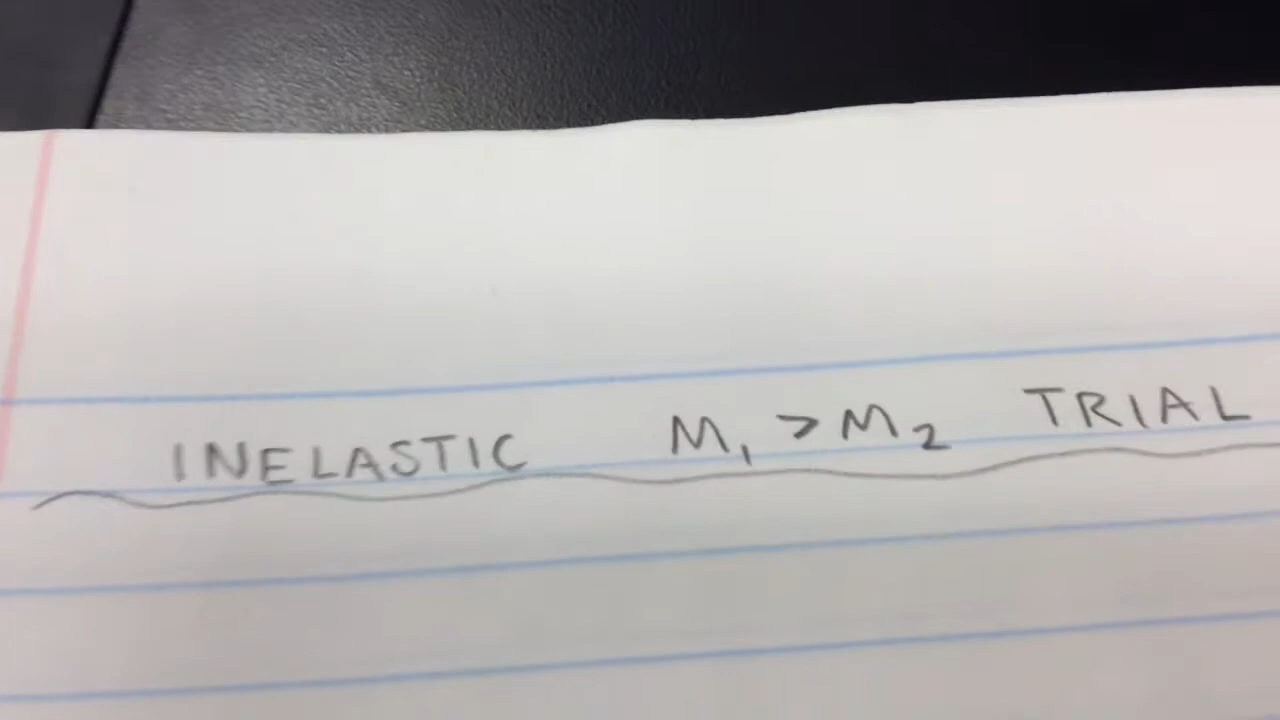 INELASTIC M₁ > M₂ TRIAL